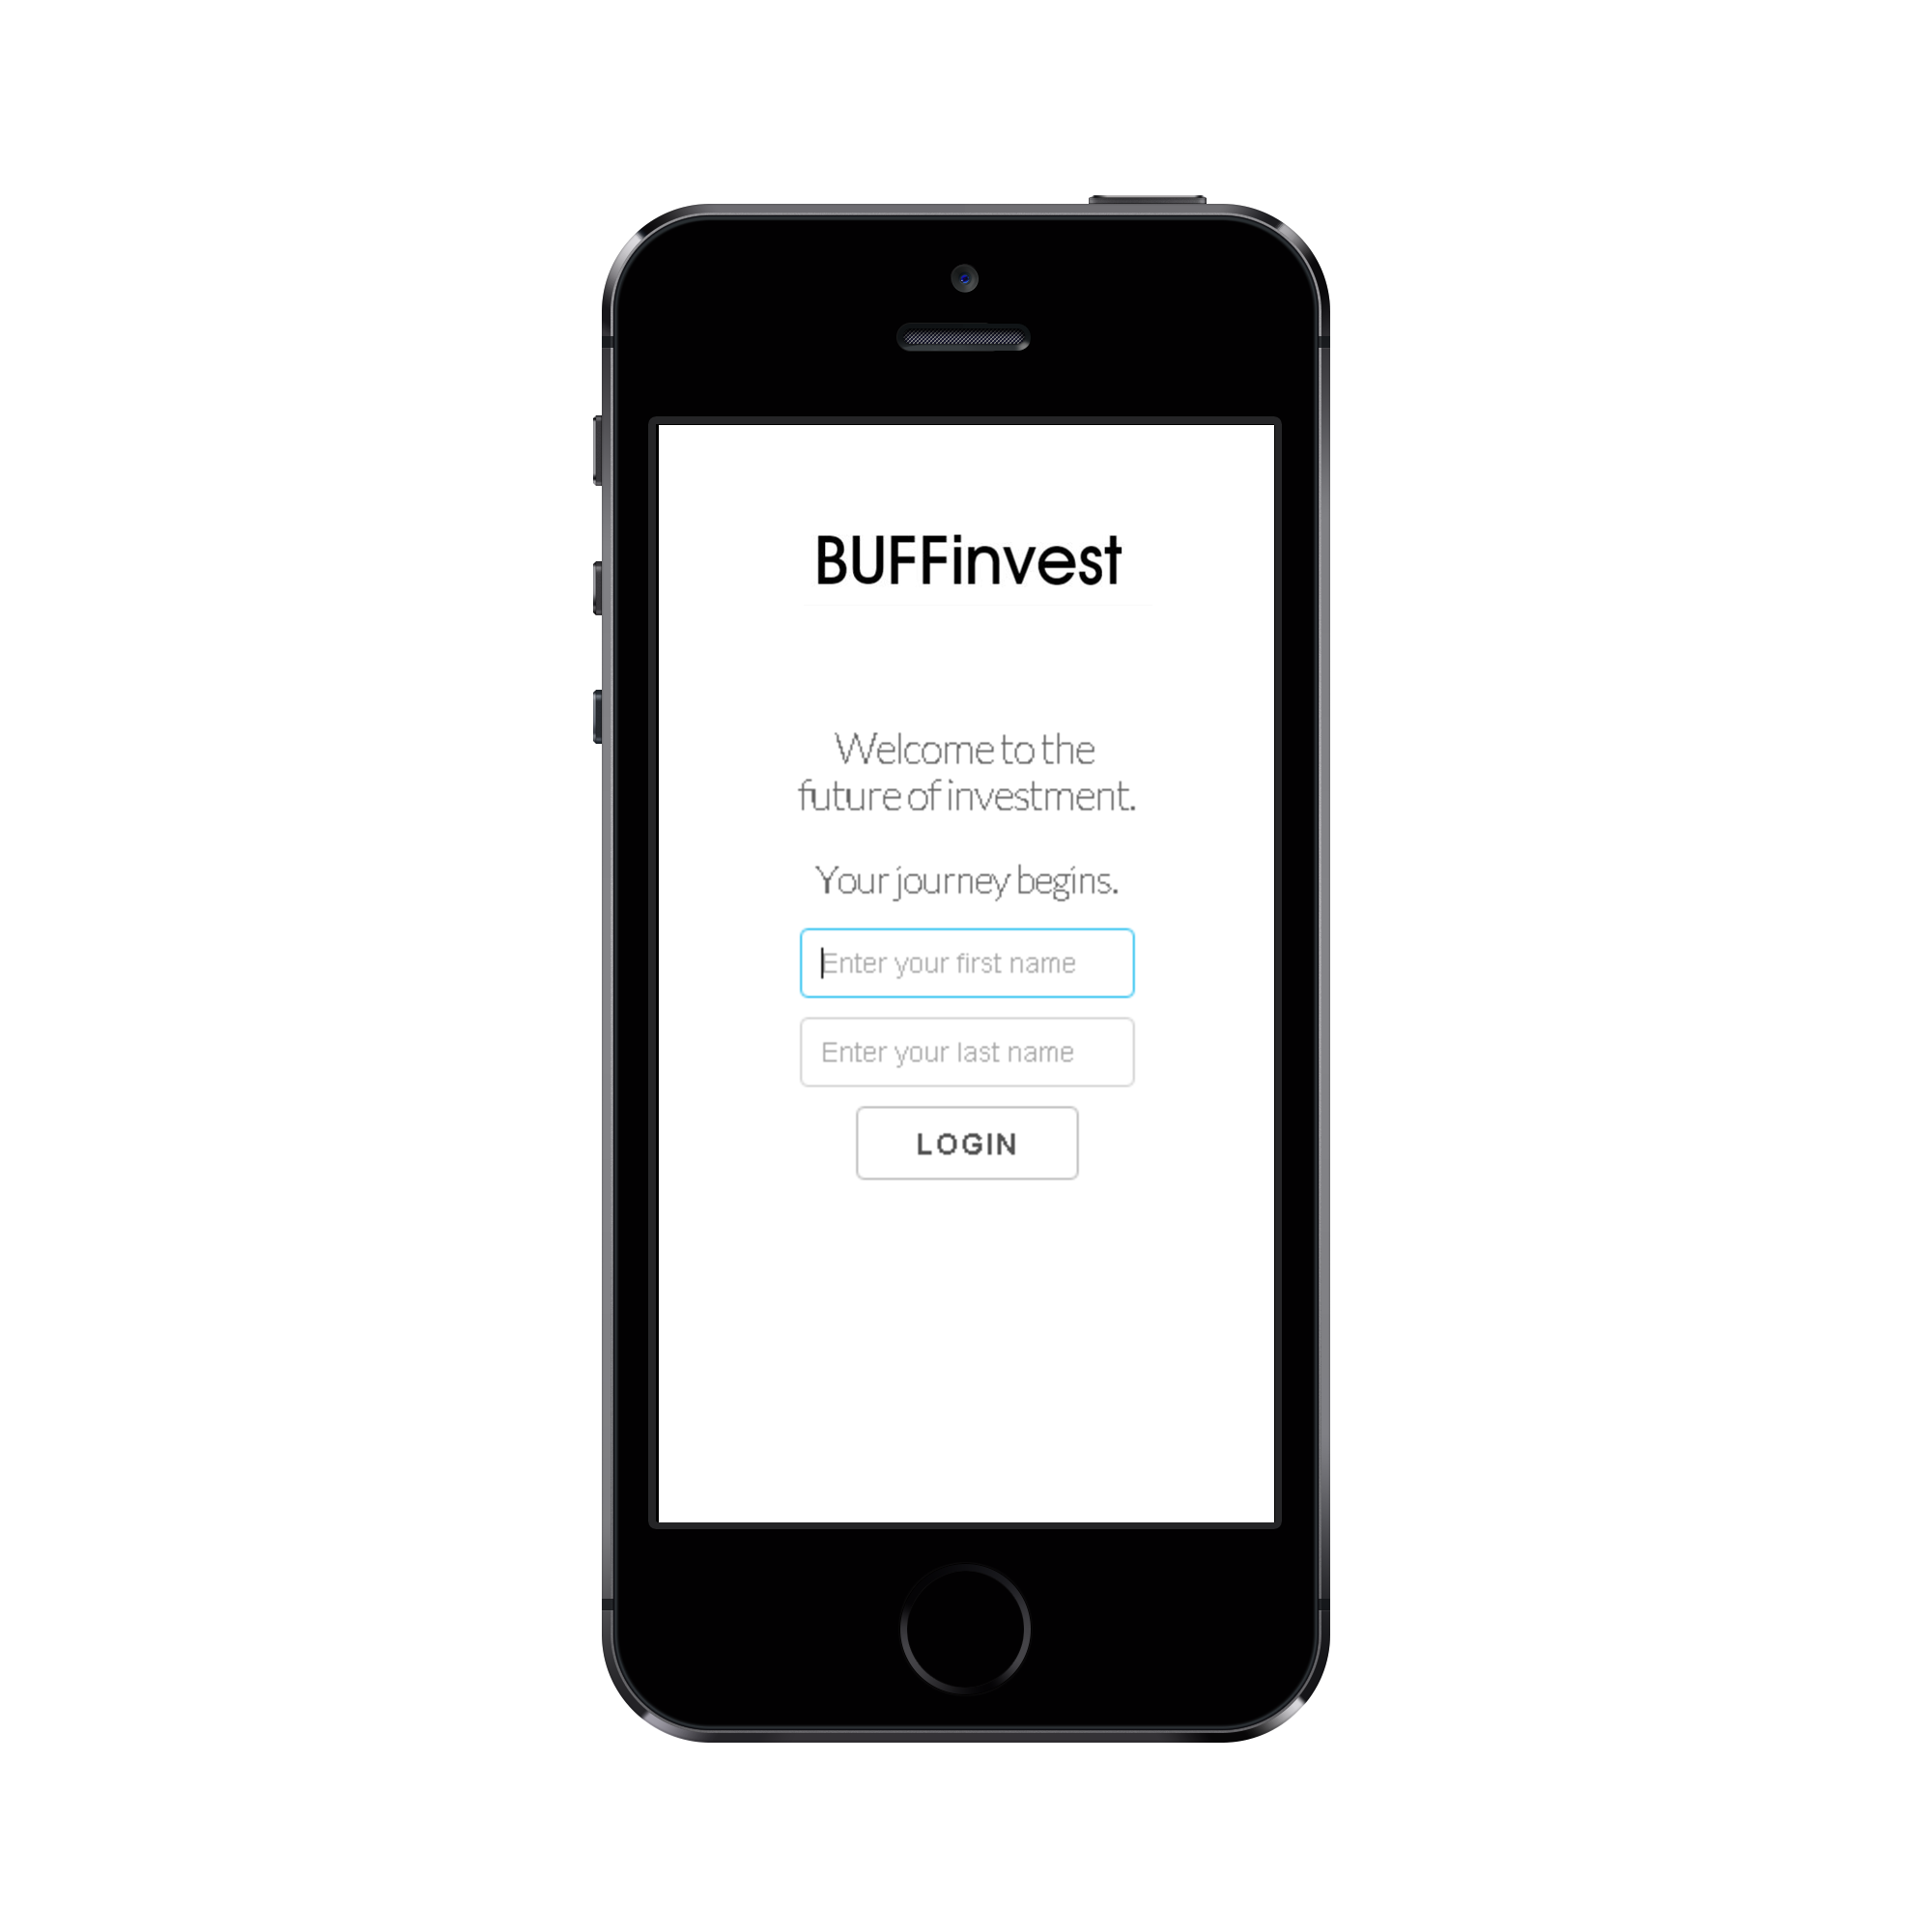 BUFFinvest
Welcome to the
future of investment.
Your journey begins.
Enter your first name
Enter your last name
LOGIN